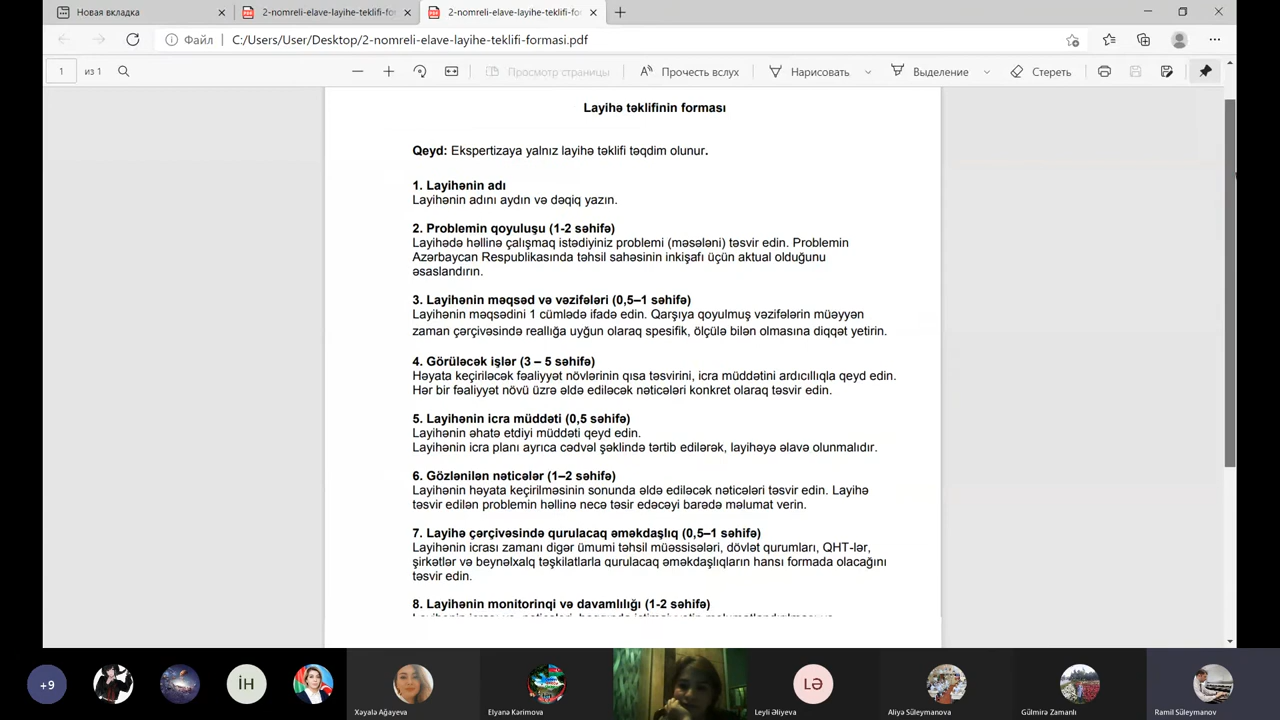 Новая вкладка
2-nomreli-elave-layihe-teklifi-fo
2-nomreli-elave-layihe-teklifi-fo
Файл
C:/Users/User/Desktop/2-nomreli-elave-layihe-teklifi-formasi.pdf
1 из 1
Просмотр страницы
Прочесть вслух
Нарисовать
Выделение
Стереть
Layihə təklifinin forması
Qeyd: Ekspertizaya yalnız layihə təklifi təqdim olunur.
1. Layihənin adı
Layihənin adını aydın və dəqiq yazın.
2. Problemin qoyuluşu (1-2 səhifə)
Layihədə həllinə çalışmaq istədiyiniz problemi (məsələni) təsvir edin. Problemin
Azərbaycan Respublikasında təhsil sahəsinin inkişafı üçün aktual olduğunu
əsaslandırın.
3. Layihənin məqsəd və vəzifələri (0,5–1 səhifə)
Layihənin məqsədini 1 cümlədə ifadə edin. Qarşıya qoyulmuş vəzifələrin müəyyən
zaman çərçivəsində reallığa uyğun olaraq spesifik, ölçülə bilən olmasına diqqət yetirin.
4. Görüləcək işlər (3 – 5 səhifə)
Həyata keçiriləcək fəaliyyət növlərinin qısa təsvirini, icra müddətini ardıcıllıqla qeyd edin.
Hər bir fəaliyyət növü üzrə əldə ediləcək nəticələri konkret olaraq təsvir edin.
5. Layihənin icra müddəti (0,5 səhifə)
Layihənin əhatə etdiyi müddəti qeyd edin.
Layihənin icra planı ayrıca cədvəl şəklində tərtib edilərək, layihəyə əlavə olunmalıdır.
6. Gözlənilən nəticələr (1–2 səhifə)
Layihənin həyata keçirilməsinin sonunda əldə ediləcək nəticələri təsvir edin. Layihə
təsvir edilən problemin həllinə necə təsir edəcəyi barədə məlumat verin.
7. Layihə çərçivəsində qurulacaq əməkdaşlıq (0,5–1 səhifə)
Layihənin icrası zamanı digər ümumi təhsil müəssisələri, dövlət qurumları, QHT-lər,
şirkətlər və beynəlxalq təşkilatlarla qurulacaq əməkdaşlıqların hansı formada olacağını
təsvir edin.
8. Layihənin monitorinqi və davamlılığı (1-2 səhifə)
+9
İH
LƏ
Xəyalə Ağayeva
Elyanə Kərimova
Leyli Əliyeva
Aliyə Süleymanova
Gülmirə Zamanlı
Ramil Süleymanov